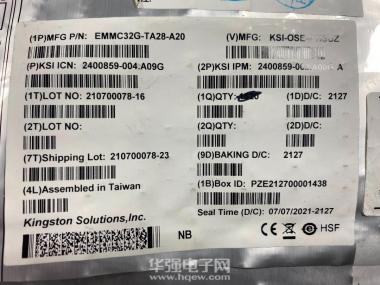 (1P)MFG P/N: EMMC32G-TA28-A20
(V)MFG: KSI-OSE
(P)KSI ICN: 2400859-004.A09G
(2P)KSI IPM:
(1T)LOT NO: 210700078-16
(1Q)QTY:
(1D)D/C: 2127
(2T)LOT NO:
(2Q)QTY:
(2D)D/C:
(7T)Shipping Lot: 210700078-23
(9D)BAKING D/C: 2127
(4L)Assembled in Taiwan
(1B)Box ID: PZE212700001438
Kingston Solutions,Inc.
Seal Time (D/C): 07/07/2021-2127
NB
CE
HSF
华强电子网
www.hqew.com